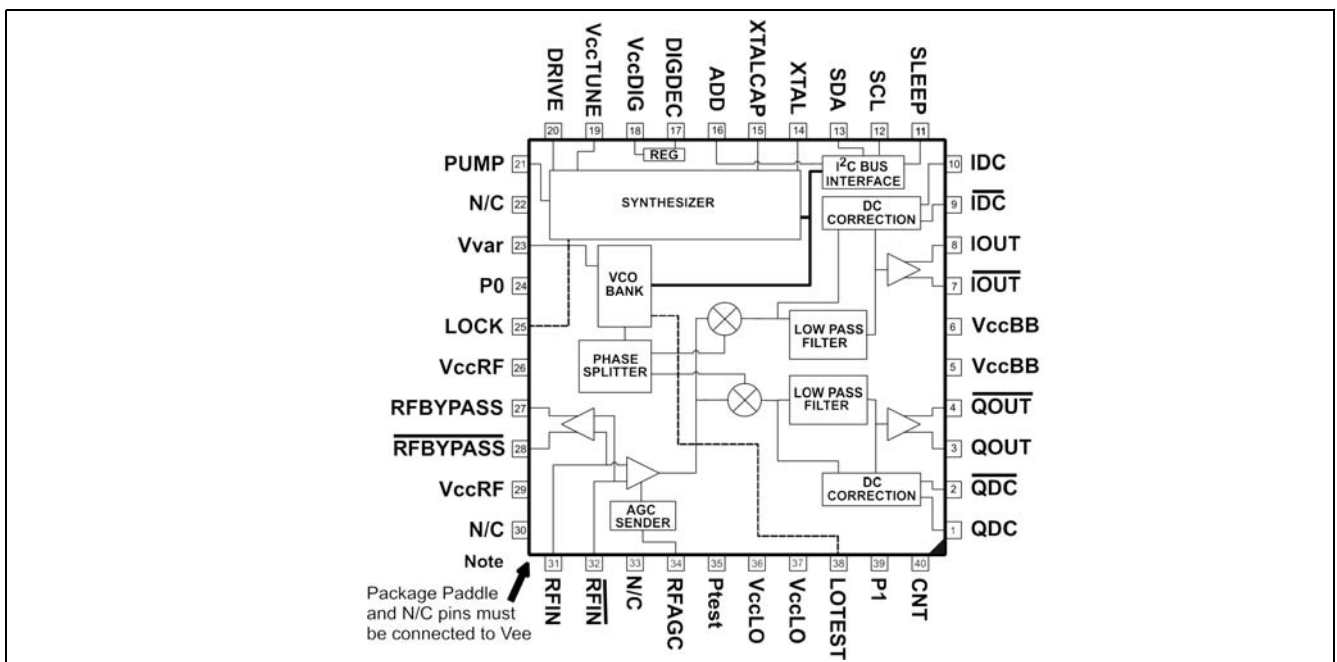 DRIVE
VccTUNE
VccDIG
DIGDEC
ADD
XTALCAP
XTAL
SDA
SCL
SLEEP
20
19
18
17
16
15
14
13
12
11
PUMP 21
N/C 22
Vvar 23
P0 24
LOCK 25
VccRF 26
RFBYPASS 27
RFBYPASS 28
VccRF 29
N/C 30
REG
SYNTHESIZER
I2C BUS
INTERFACE
DC
CORRECTION
VCO
BANK
LOW PASS
FILTER
PHASE
SPLITTER
LOW PASS
FILTER
DC
CORRECTION
AGC
SENDER
10 IDC
9 IDC
8 IOUT
7 IOUT
6 VccBB
5 VccBB
4 QOUT
3 QOUT
2 QDC
1 QDC
31
32
33
34
35
36
37
38
39
40
RFIN
RFIN
N/C
RFAGC
Ptest
VccLO
VccLO
LOTEST
P1
CNT
Note
Package Paddle
and N/C pins must
be connected to Vee